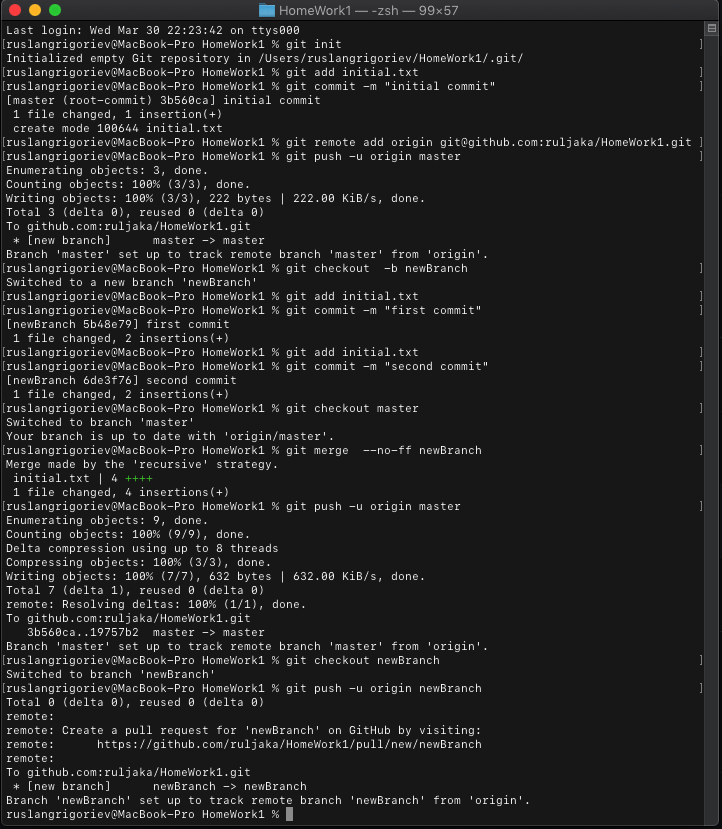 HomeWork1 — -zsh — 99×57
Last login: Wed Mar 30 22:23:42 on ttys000
[ruslangrigoriev@MacBook-Pro HomeWork1 % git init ]
Initialized empty Git repository in /Users/ruslangrigoriev/HomeWork1/.git/
[ruslangrigoriev@MacBook-Pro HomeWork1 % git add initial.txt ]
[ruslangrigoriev@MacBook-Pro HomeWork1 % git commit -m "initial commit" ]
[master (root-commit) 3b560ca] initial commit
 1 file changed, 1 insertion(+)
 create mode 100644 initial.txt
[ruslangrigoriev@MacBook-Pro HomeWork1 % git remote add origin git@github.com:ruljaka/HomeWork1.git ]
[ruslangrigoriev@MacBook-Pro HomeWork1 % git push -u origin master ]
Enumerating objects: 3, done.
Counting objects: 100% (3/3), done.
Writing objects: 100% (3/3), 222 bytes | 222.00 KiB/s, done.
Total 3 (delta 0), reused 0 (delta 0)
To github.com:ruljaka/HomeWork1.git
 * [new branch]      master -> master
Branch 'master' set up to track remote branch 'master' from 'origin'.
[ruslangrigoriev@MacBook-Pro HomeWork1 % git checkout  -b newBranch ]
Switched to a new branch 'newBranch'
[ruslangrigoriev@MacBook-Pro HomeWork1 % git add initial.txt ]
[ruslangrigoriev@MacBook-Pro HomeWork1 % git commit -m "first commit" ]
[newBranch 5b48e79] first commit
 1 file changed, 2 insertions(+)
[ruslangrigoriev@MacBook-Pro HomeWork1 % git add initial.txt ]
[ruslangrigoriev@MacBook-Pro HomeWork1 % git commit -m "second commit" ]
[newBranch 6de3f76] second commit
 1 file changed, 2 insertions(+)
[ruslangrigoriev@MacBook-Pro HomeWork1 % git checkout master ]
Switched to branch 'master'
Your branch is up to date with 'origin/master'.
[ruslangrigoriev@MacBook-Pro HomeWork1 % git merge  --no-ff newBranch ]
Merge made by the 'recursive' strategy.
 initial.txt | 4 ++++
 1 file changed, 4 insertions(+)
[ruslangrigoriev@MacBook-Pro HomeWork1 % git push -u origin master ]
Enumerating objects: 9, done.
Counting objects: 100% (9/9), done.
Delta compression using up to 8 threads
Compressing objects: 100% (3/3), done.
Writing objects: 100% (7/7), 632 bytes | 632.00 KiB/s, done.
Total 7 (delta 1), reused 0 (delta 0)
remote: Resolving deltas: 100% (1/1), done.
To github.com:ruljaka/HomeWork1.git
   3b560ca..19757b2  master -> master
Branch 'master' set up to track remote branch 'master' from 'origin'.
[ruslangrigoriev@MacBook-Pro HomeWork1 % git checkout newBranch ]
Switched to branch 'newBranch'
[ruslangrigoriev@MacBook-Pro HomeWork1 % git push -u origin newBranch ]
Total 0 (delta 0), reused 0 (delta 0)
remote:
remote: Create a pull request for 'newBranch' on GitHub by visiting:
remote:      https://github.com/ruljaka/HomeWork1/pull/new/newBranch
remote:
To github.com:ruljaka/HomeWork1.git
 * [new branch]      newBranch -> newBranch
Branch 'newBranch' set up to track remote branch 'newBranch' from 'origin'.
ruslangrigoriev@MacBook-Pro HomeWork1 %